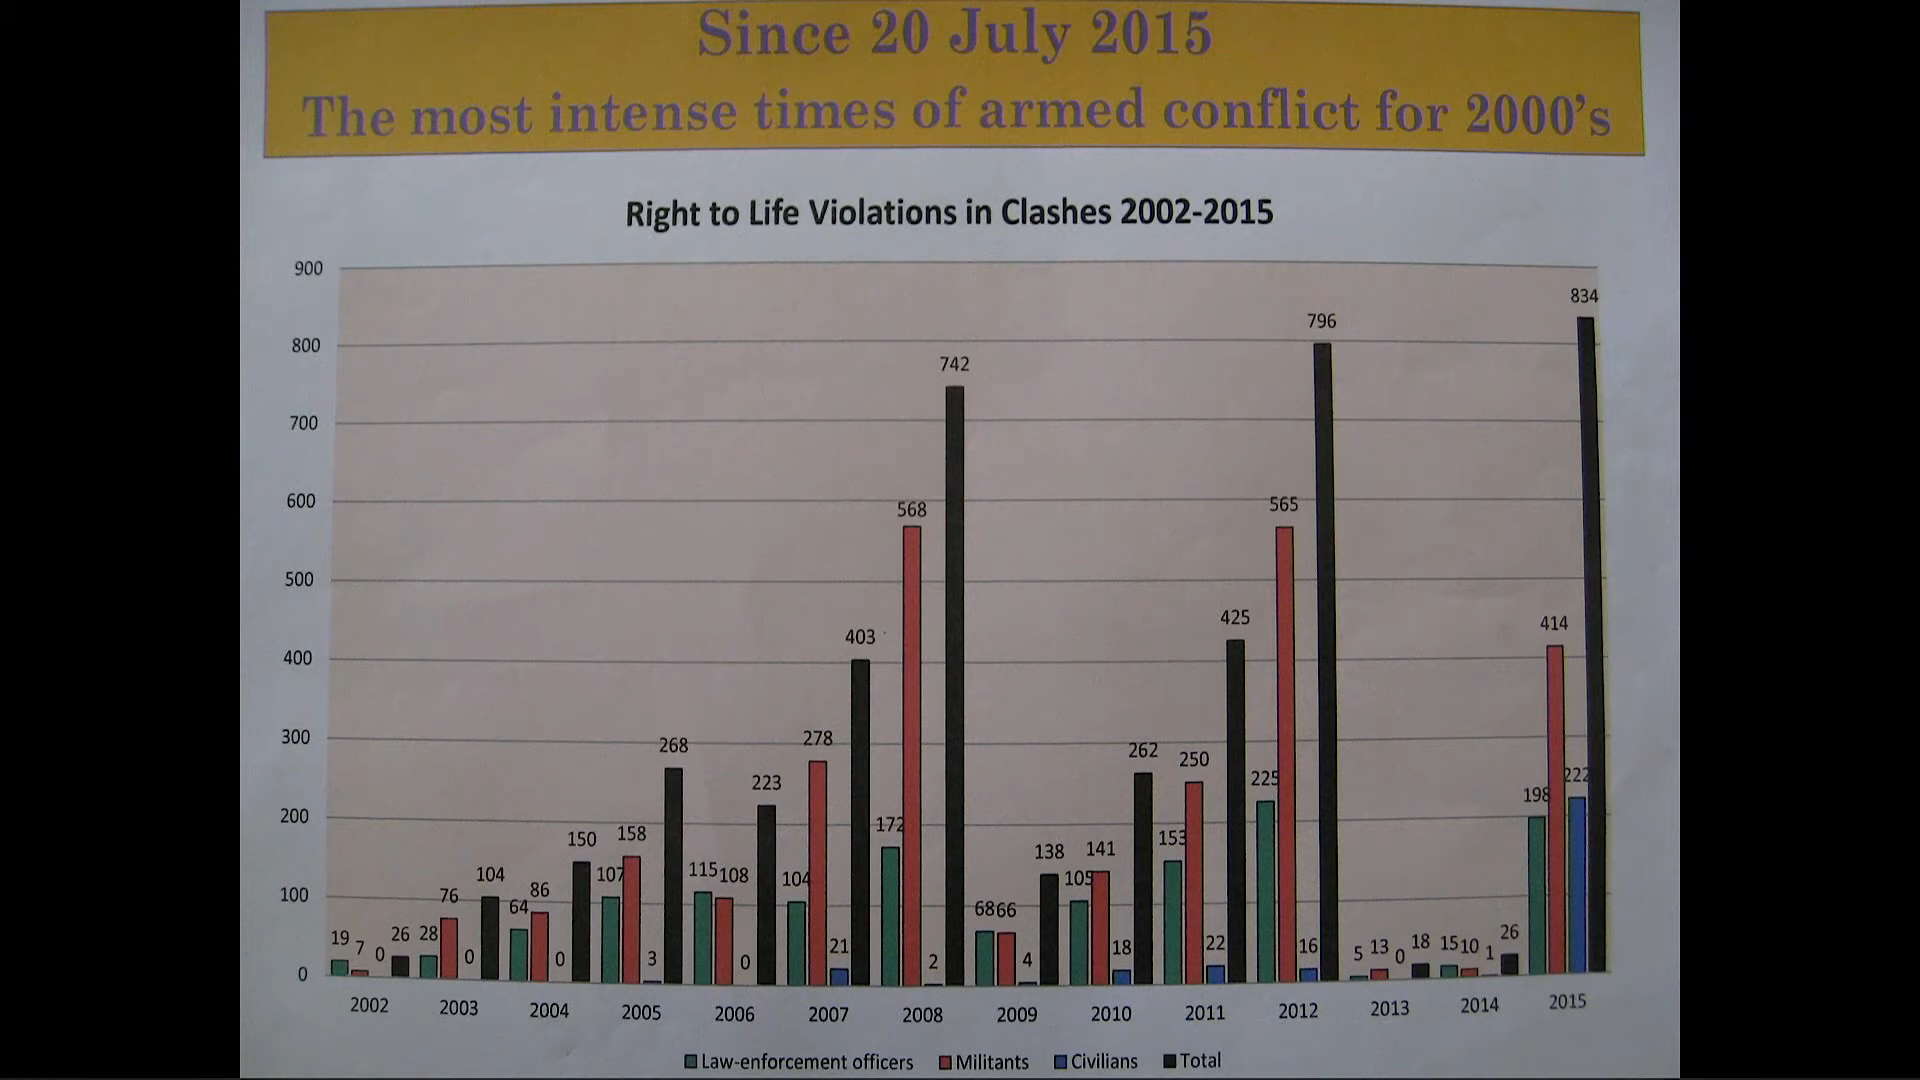 Since 20 July 2015
The most intense times of armed conflict for 2000's
Right to Life Violations in Clashes 2002-2015
900
800
700
600
500
400
300
200
100
0
19 7 0 26
28 76 0 104
64 86 0 150
107 158 3 268
115 108 0 223
104 278 21 403
172 568 2 742
68 66 4 138
105 141 18 262
153 250 22 425
225 565 16 796
5 13 0 18
15 10 1 26
198 414 222 834
2002 2003 2004 2005 2006 2007 2008 2009 2010 2011 2012 2013 2014 2015
Law-enforcement officers Militants Civilians Total